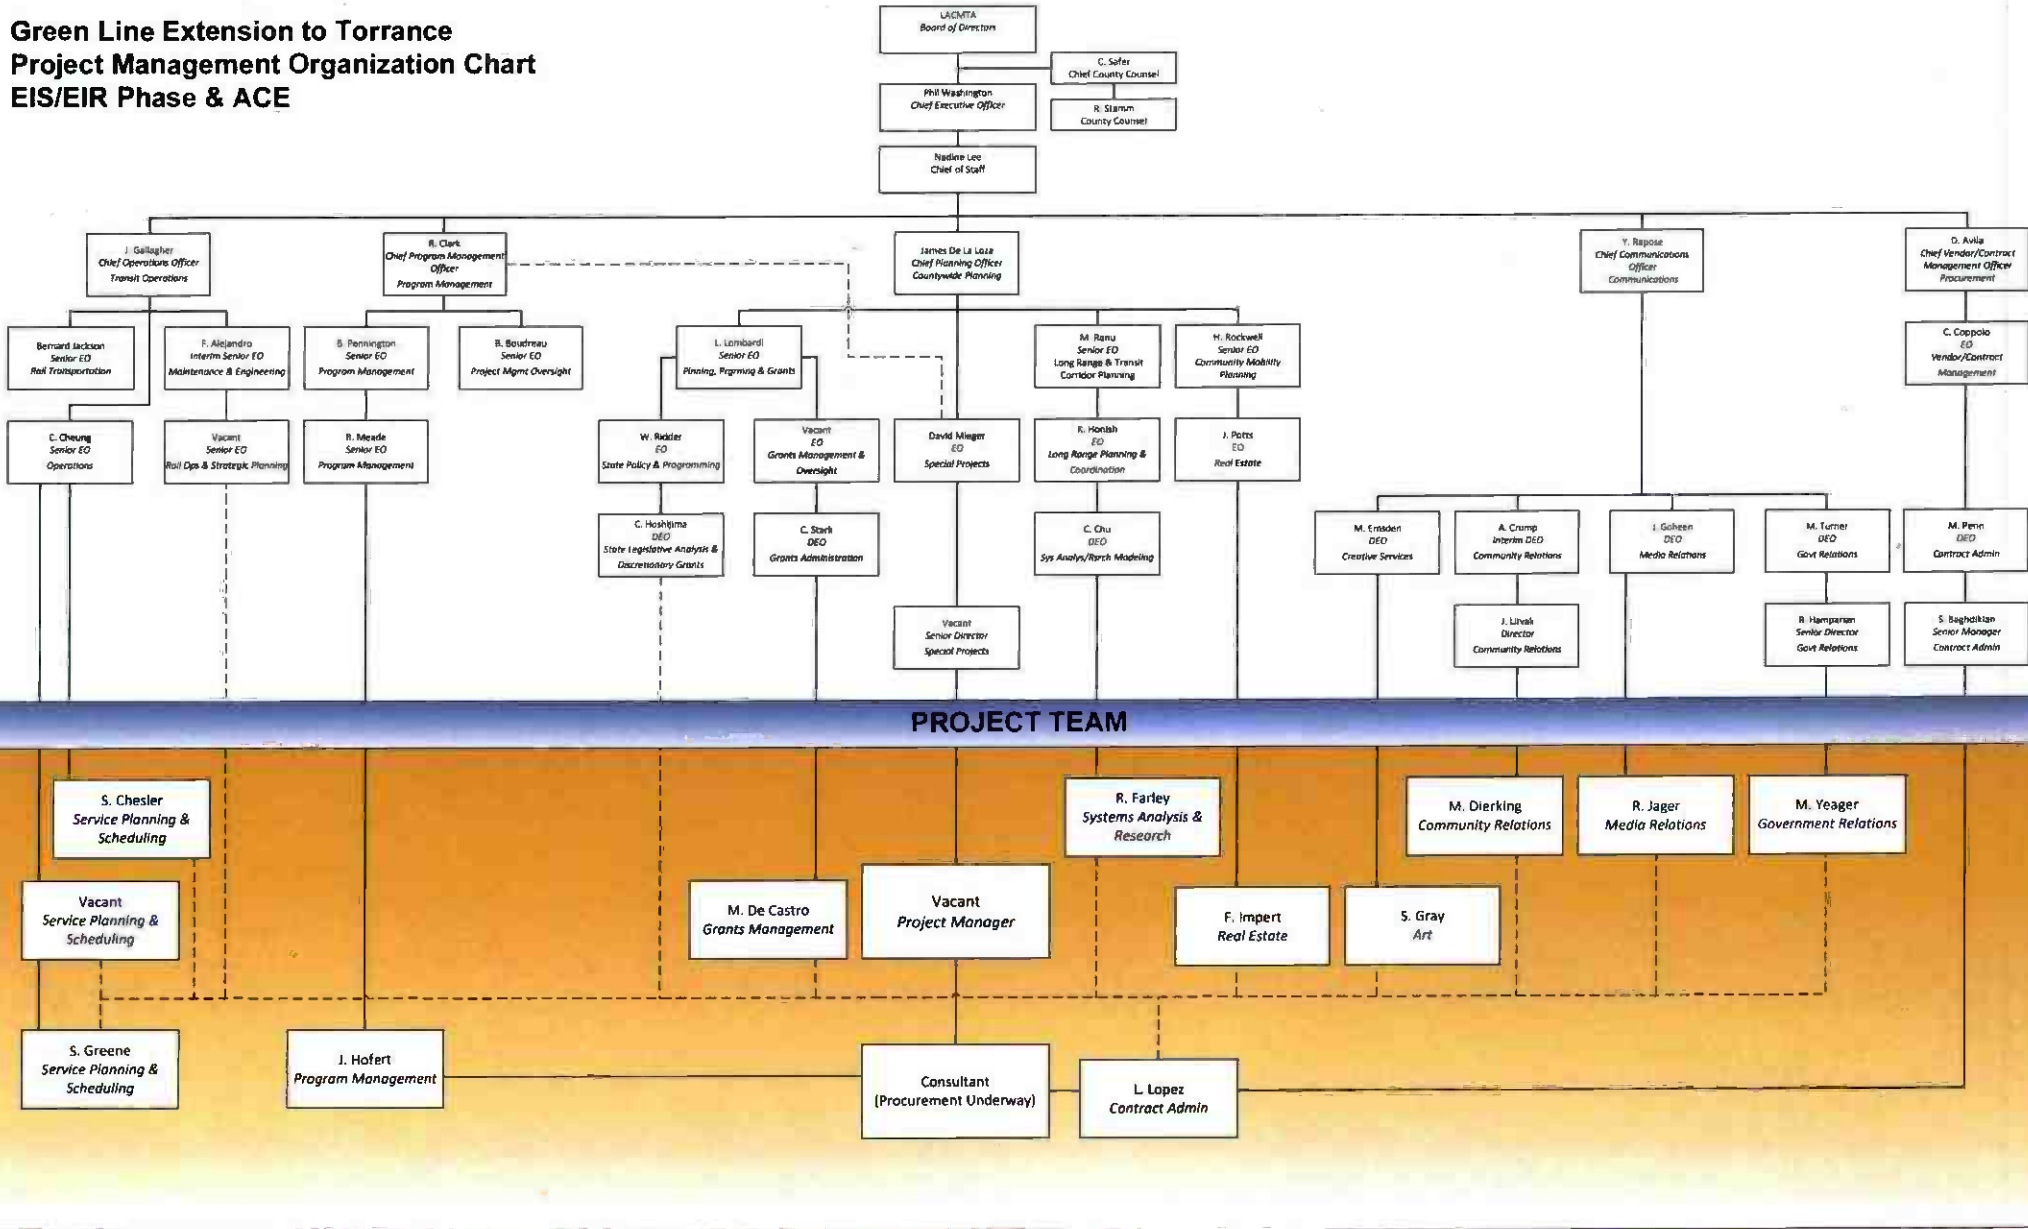 Green Line Extension to Torrance
Project Management Organization Chart
EIS/EIR Phase & ACE
LACMTA
Board of Directors
C. Safer
Chief County Counsel
Phil Washington
Chief Executive Officer
R. Stamm
County Counsel
Nadine Lee
Chief of Staff
J. Gallagher
Chief Operations Officer
Transit Operations
R. Clark
Chief Program Management
Officer
Program Management
James De La Loza
Chief Planning Officer
Countywide Planning
Y. Rapose
Chief Communications
Officer
Communications
D. Avila
Chief Vendor/Contract
Management Officer
Procurement
Bernard Jackson
Senior EO
Rail Transportation
F. Alejandro
Interim Senior EO
Maintenance & Engineering
B. Pennington
Senior EO
Program Management
B. Boudreau
Senior EO
Project Mgmt Oversight
L. Lombardi
Senior EO
Plnning, Prgrming & Grants
M. Ranu
Senior EO
Long Range & Transit
Corridor Planning
H. Rockwell
Senior EO
Community Mobility
Planning
C. Coppolo
EO
Vendor/Contract
Management
C. Cheung
Senior EO
Operations
Vacant
Senior EO
Rail Ops & Strategic Planning
R. Meade
Senior EO
Program Management
W. Ridder
EO
State Policy & Programming
Vacant
EO
Grants Management &
Oversight
David Mieger
EO
Special Projects
R. Honish
EO
Long Range Planning &
Coordination
J. Potts
EO
Real Estate
C. Hoshijima
DEO
State Legislative Analysis &
Discretionary Grants
C. Stark
DEO
Grants Administration
C. Chu
DEO
Sys Analys/Rsrch Modeling
M. Emsden
DEO
Creative Services
A. Crump
Interim DEO
Community Relations
J. Goheen
DEO
Media Relations
M. Turner
DEO
Govt Relations
M. Penn
DEO
Contract Admin
Vacant
Senior Director
Special Projects
J. Litvak
Director
Community Relations
R. Hamparian
Senior Director
Govt Relations
S. Baghdikian
Senior Manager
Contract Admin
PROJECT TEAM
S. Chesler
Service Planning &
Scheduling
R. Farley
Systems Analysis &
Research
M. Dierking
Community Relations
R. Jager
Media Relations
M. Yeager
Government Relations
Vacant
Service Planning &
Scheduling
M. De Castro
Grants Management
Vacant
Project Manager
F. Impert
Real Estate
S. Gray
Art
S. Greene
Service Planning &
Scheduling
J. Hofert
Program Management
Consultant
(Procurement Underway)
L. Lopez
Contract Admin